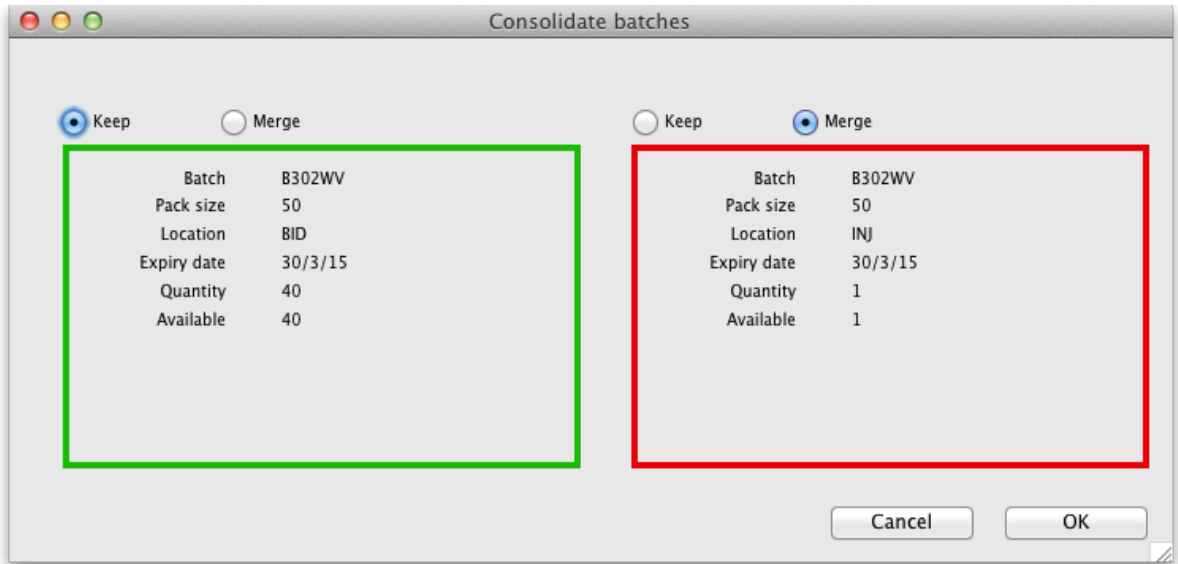 Consolidate batches
Keep Merge
Batch B302WV
Pack size 50
Location BID
Expiry date 30/3/15
Quantity 40
Available 40
Keep Merge
Batch B302WV
Pack size 50
Location INJ
Expiry date 30/3/15
Quantity 1
Available 1
Cancel OK